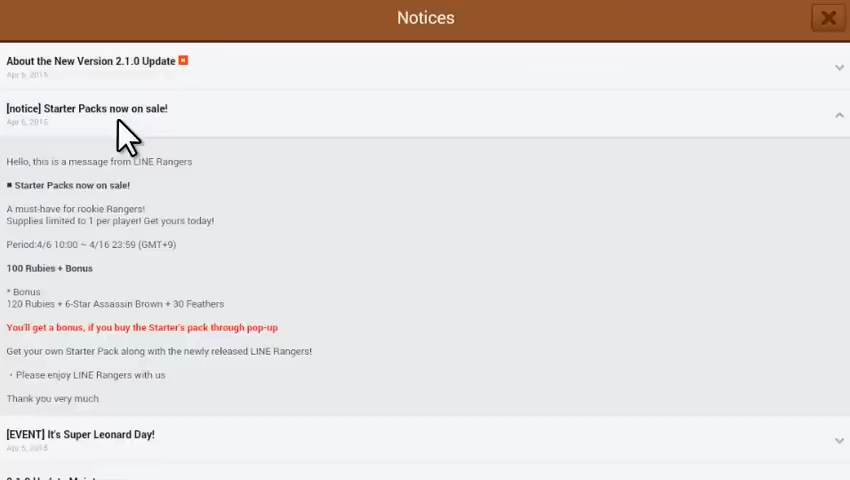 Notices
About the New Version 2.1.0 Update
Apr 6, 2015
[notice] Starter Packs now on sale!
Apr 6, 2015
Hello, this is a message from LINE Rangers
■ Starter Packs now on sale!
A must-have for rookie Rangers!
Supplies limited to 1 per player! Get yours today!
Period:4/6 10:00 ~ 4/16 23:59 (GMT+9)
100 Rubies + Bonus
* Bonus
120 Rubies + 6-Star Assassin Brown + 30 Feathers
You'll get a bonus, if you buy the Starter's pack through pop-up
Get your own Starter Pack along with the newly released LINE Rangers!
・Please enjoy LINE Rangers with us
Thank you very much
[EVENT] It's Super Leonard Day!
Apr 5, 2015